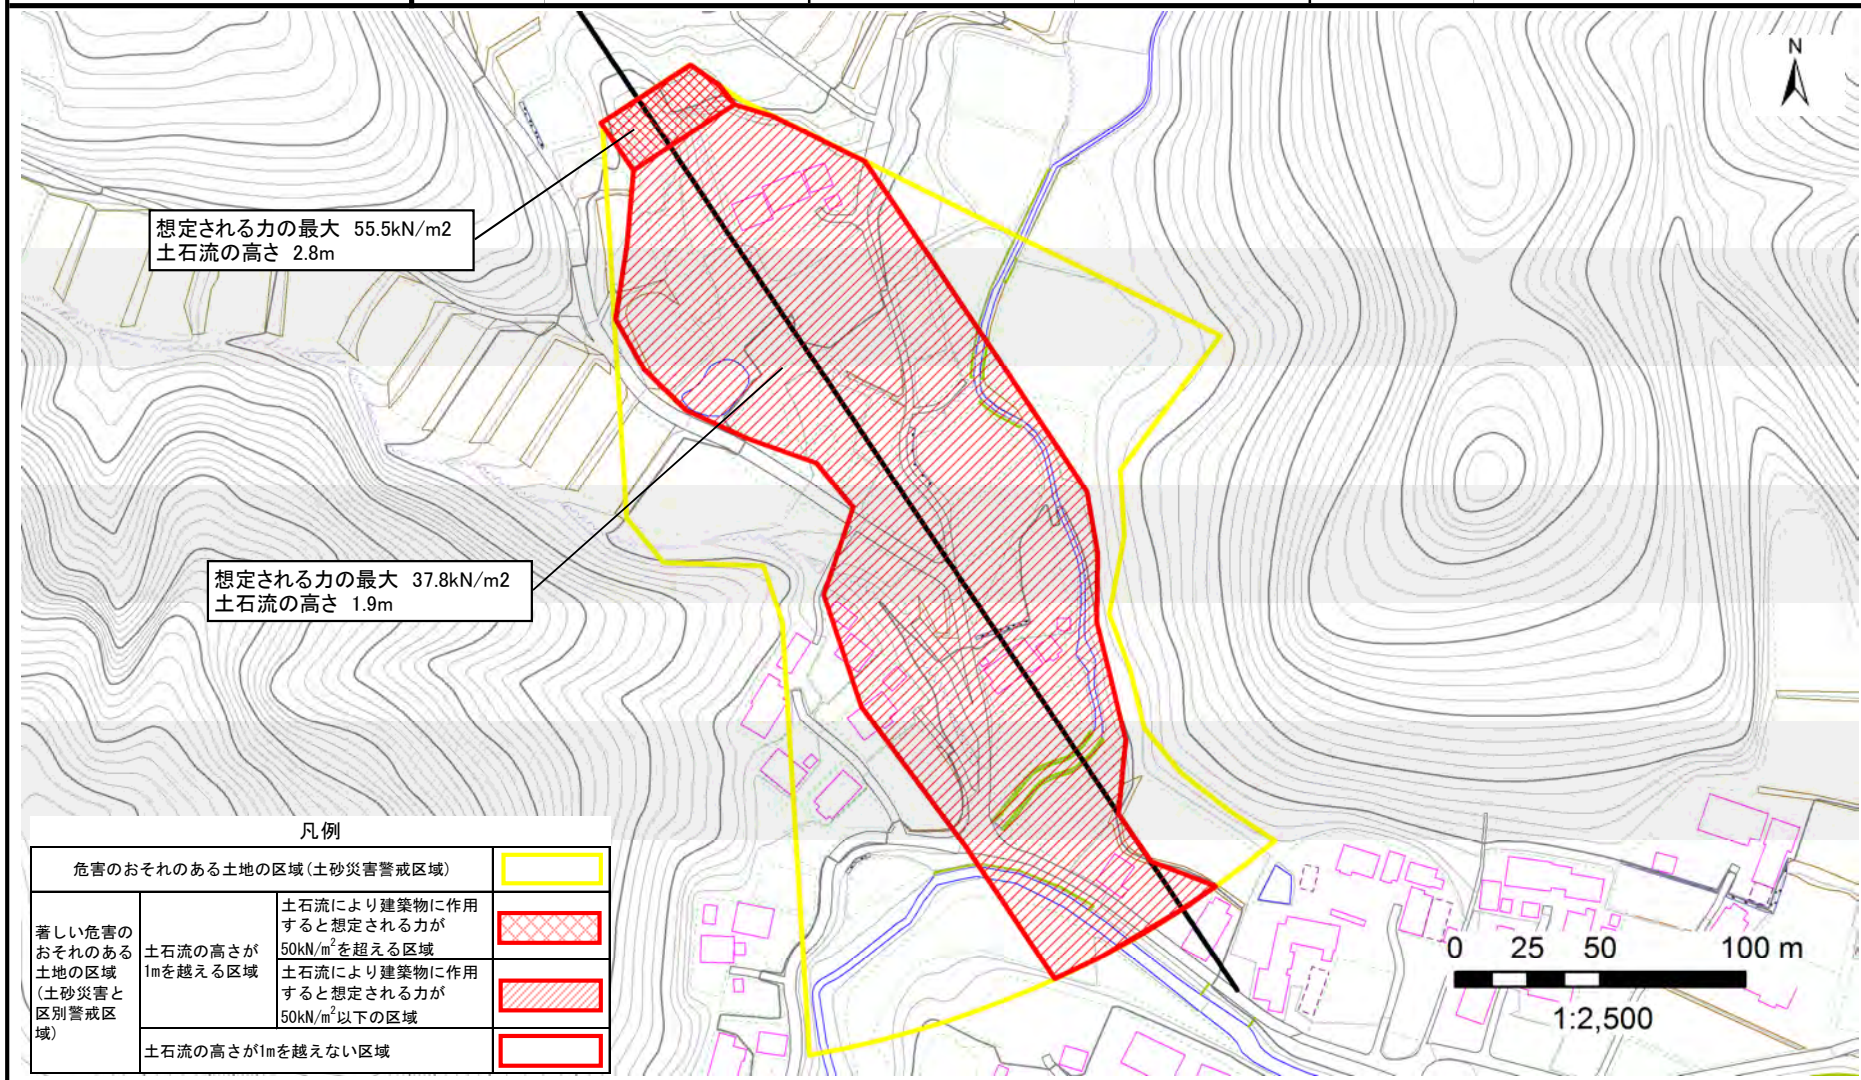 N
想定される力の最大 55.5kN/m2
土石流の高さ 2.8m
想定される力の最大 37.8kN/m2
土石流の高さ 1.9m
凡例
危害のおそれのある土地の区域(土砂災害警戒区域)
著しい危害の
おそれのある
土地の区域
(土砂災害と
区別警戒区
域)
土石流の高さが
1mを越える区域
土石流により建築物に作用
すると想定される力が
50kN/m²を超える区域
土石流により建築物に作用
すると想定される力が
50kN/m²以下の区域
土石流の高さが1mを越えない区域
0 25 50 100 m
1:2,500